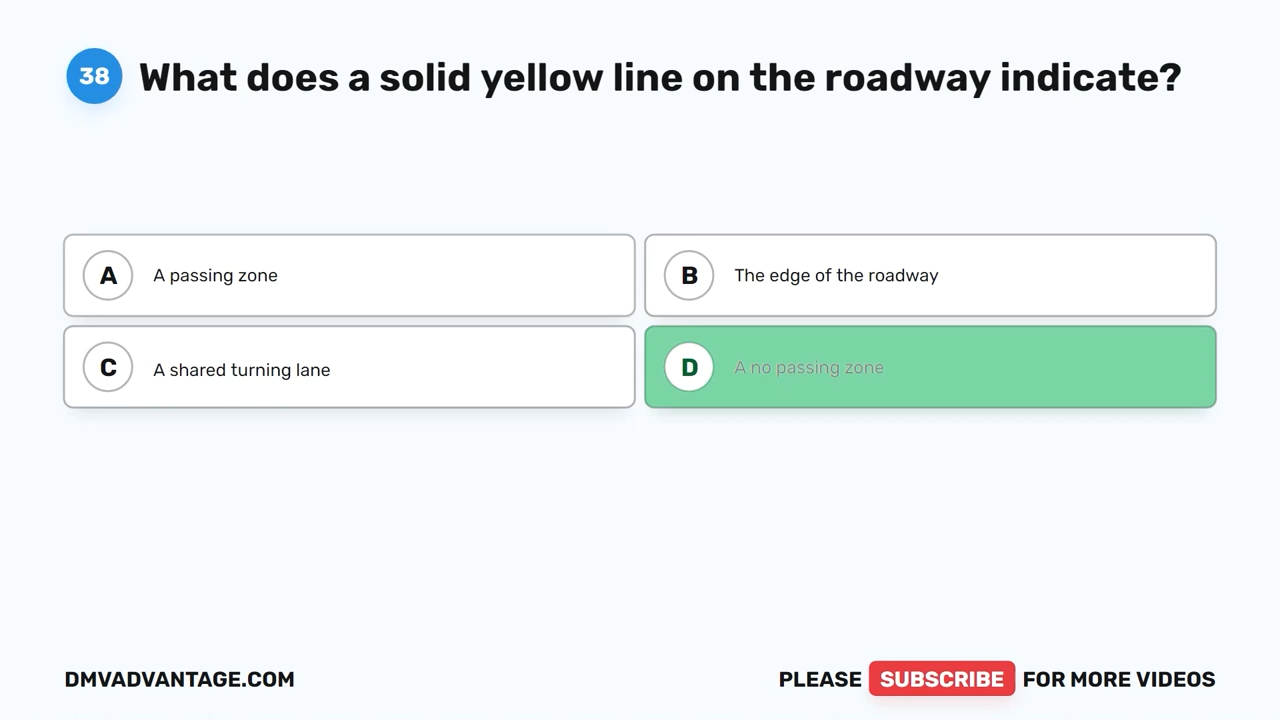 38 What does a solid yellow line on the roadway indicate?
A A passing zone
B The edge of the roadway
C A shared turning lane
D A no passing zone
DMVADVANTAGE.COM
PLEASE SUBSCRIBE FOR MORE VIDEOS